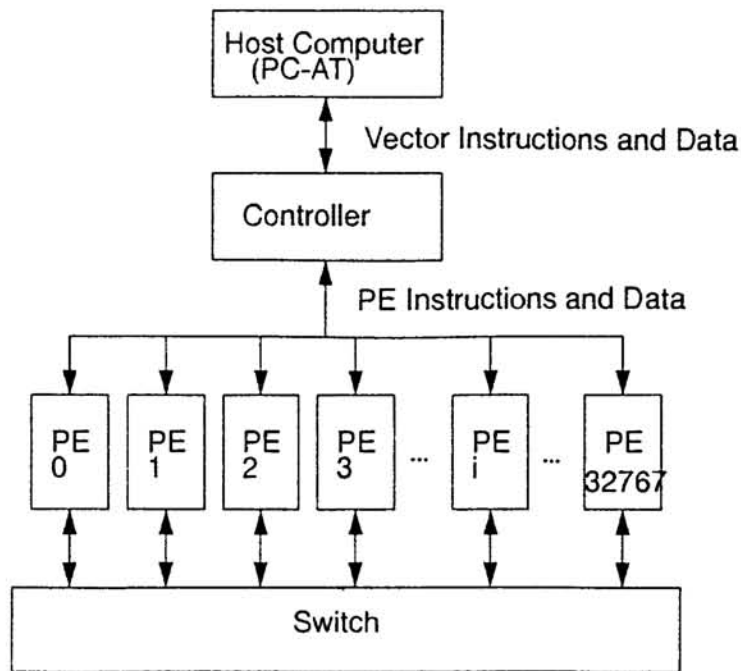 Host Computer
(PC-AT)
Vector Instructions and Data
Controller
PE Instructions and Data
PE
0
PE
1
PE
2
PE
3
...
PE
i
...
PE
32767
Switch